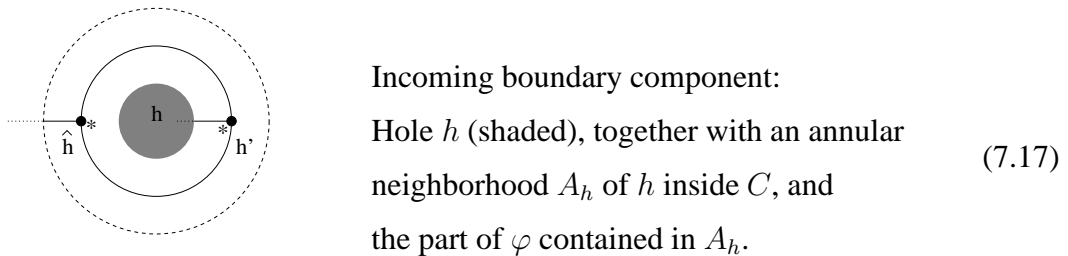 h
*
*
ĥ
h'
Incoming boundary component:
Hole h (shaded), together with an annular
neighborhood A_h of h inside C, and
the part of φ contained in A_h.
(7.17)